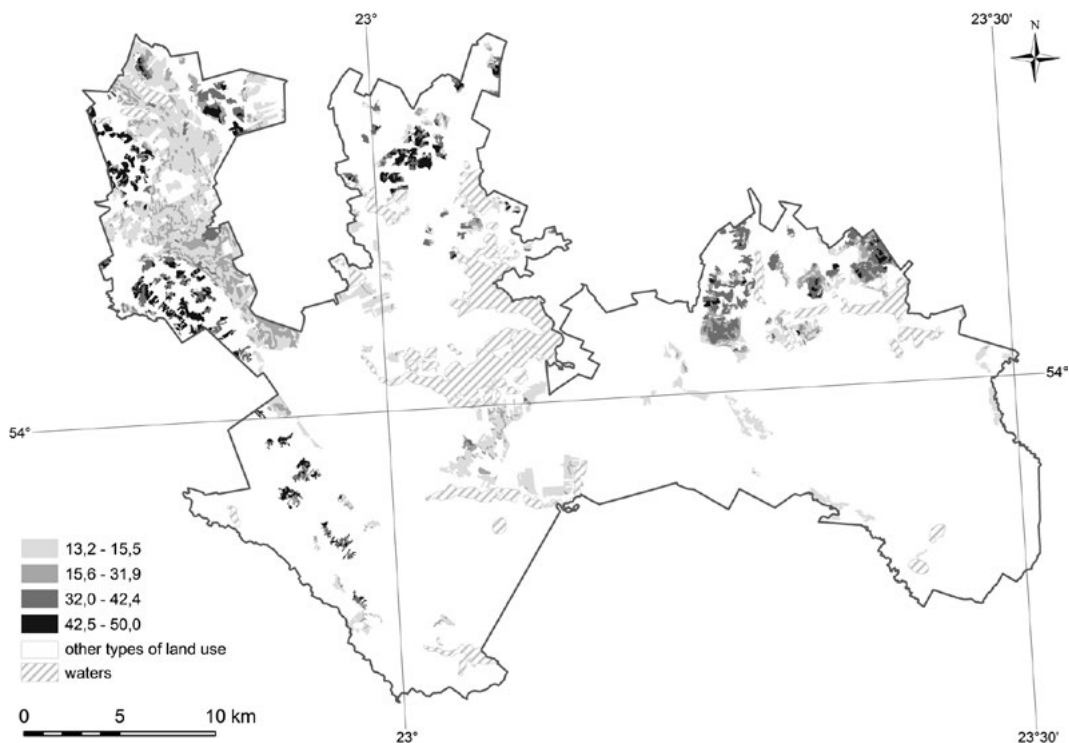 23°
23°30'
N
54°
54°
13,2 - 15,5
15,6 - 31,9
32,0 - 42,4
42,5 - 50,0
other types of land use
waters
0 5 10 km
23°
23°30'